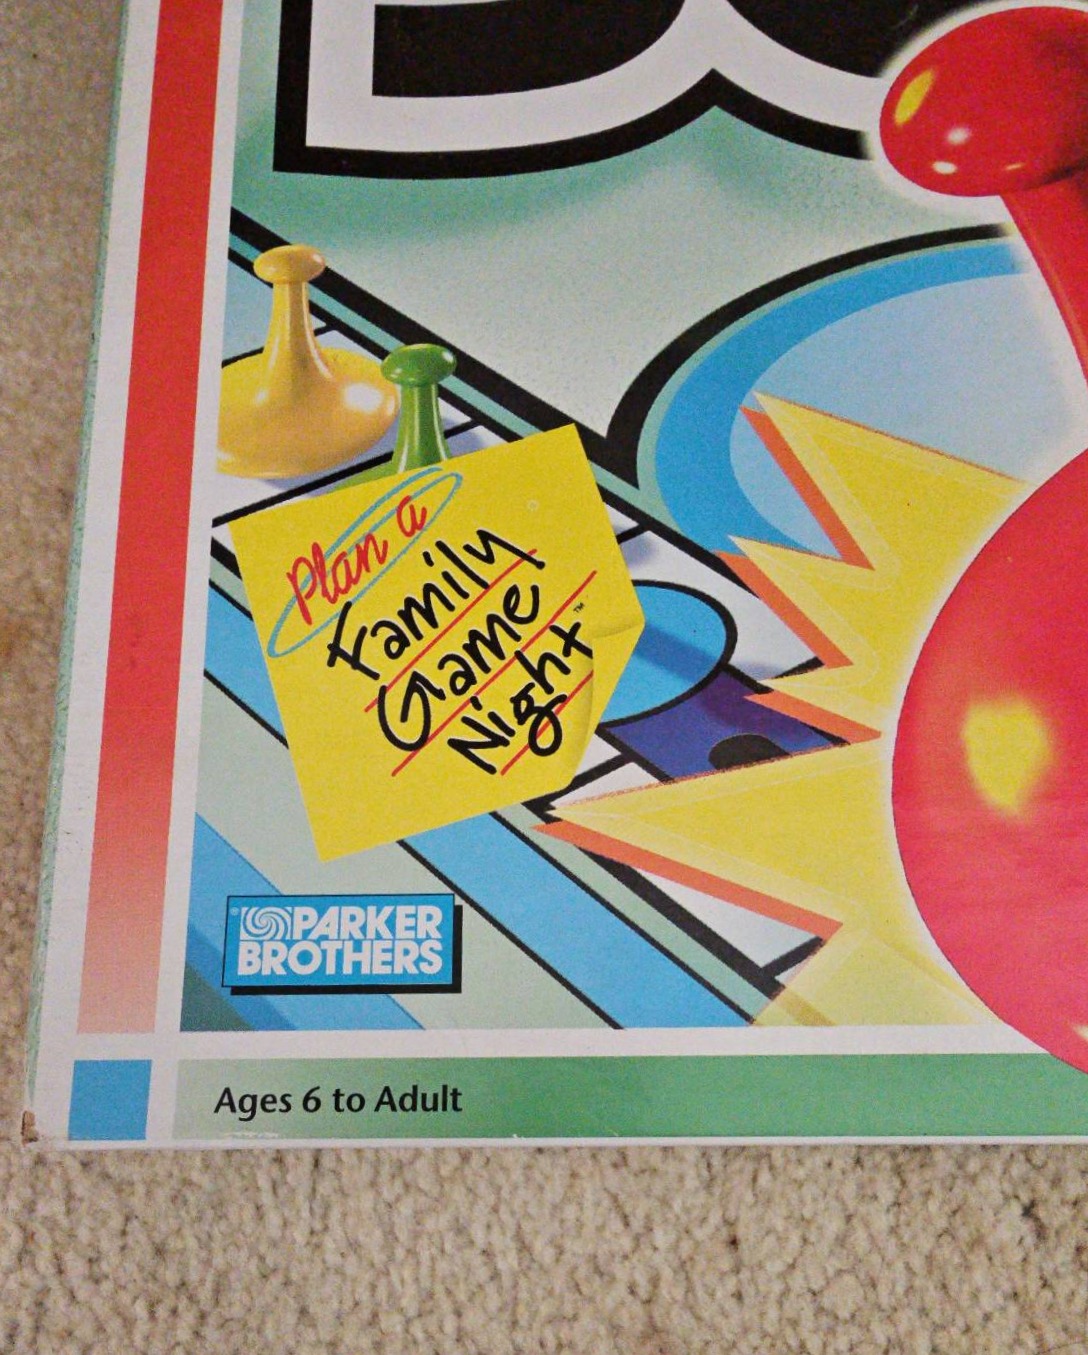 Plan a
Family
Game
Night™
PARKER
BROTHERS
Ages 6 to Adult